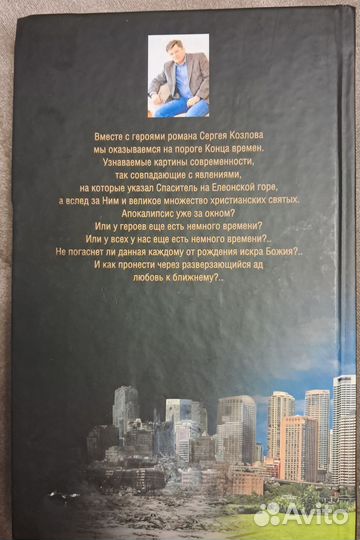 Вместе с героями романа Сергея Козлова
мы оказываемся на пороге Конца времен.
Узнаваемые картины современности,
так совпадающие с явлениями,
на которые указал Спаситель на Елеонской горе,
а вслед за Ним и великое множество христианских святых.
Апокалипсис уже за окном?
Или у героев еще есть немного времени?
Или у всех у нас еще есть немного времени?..
Не погаснет ли данная каждому от рождения искра Божия?..
И как пронести через разверзающийся ад
любовь к ближнему?..
Avito